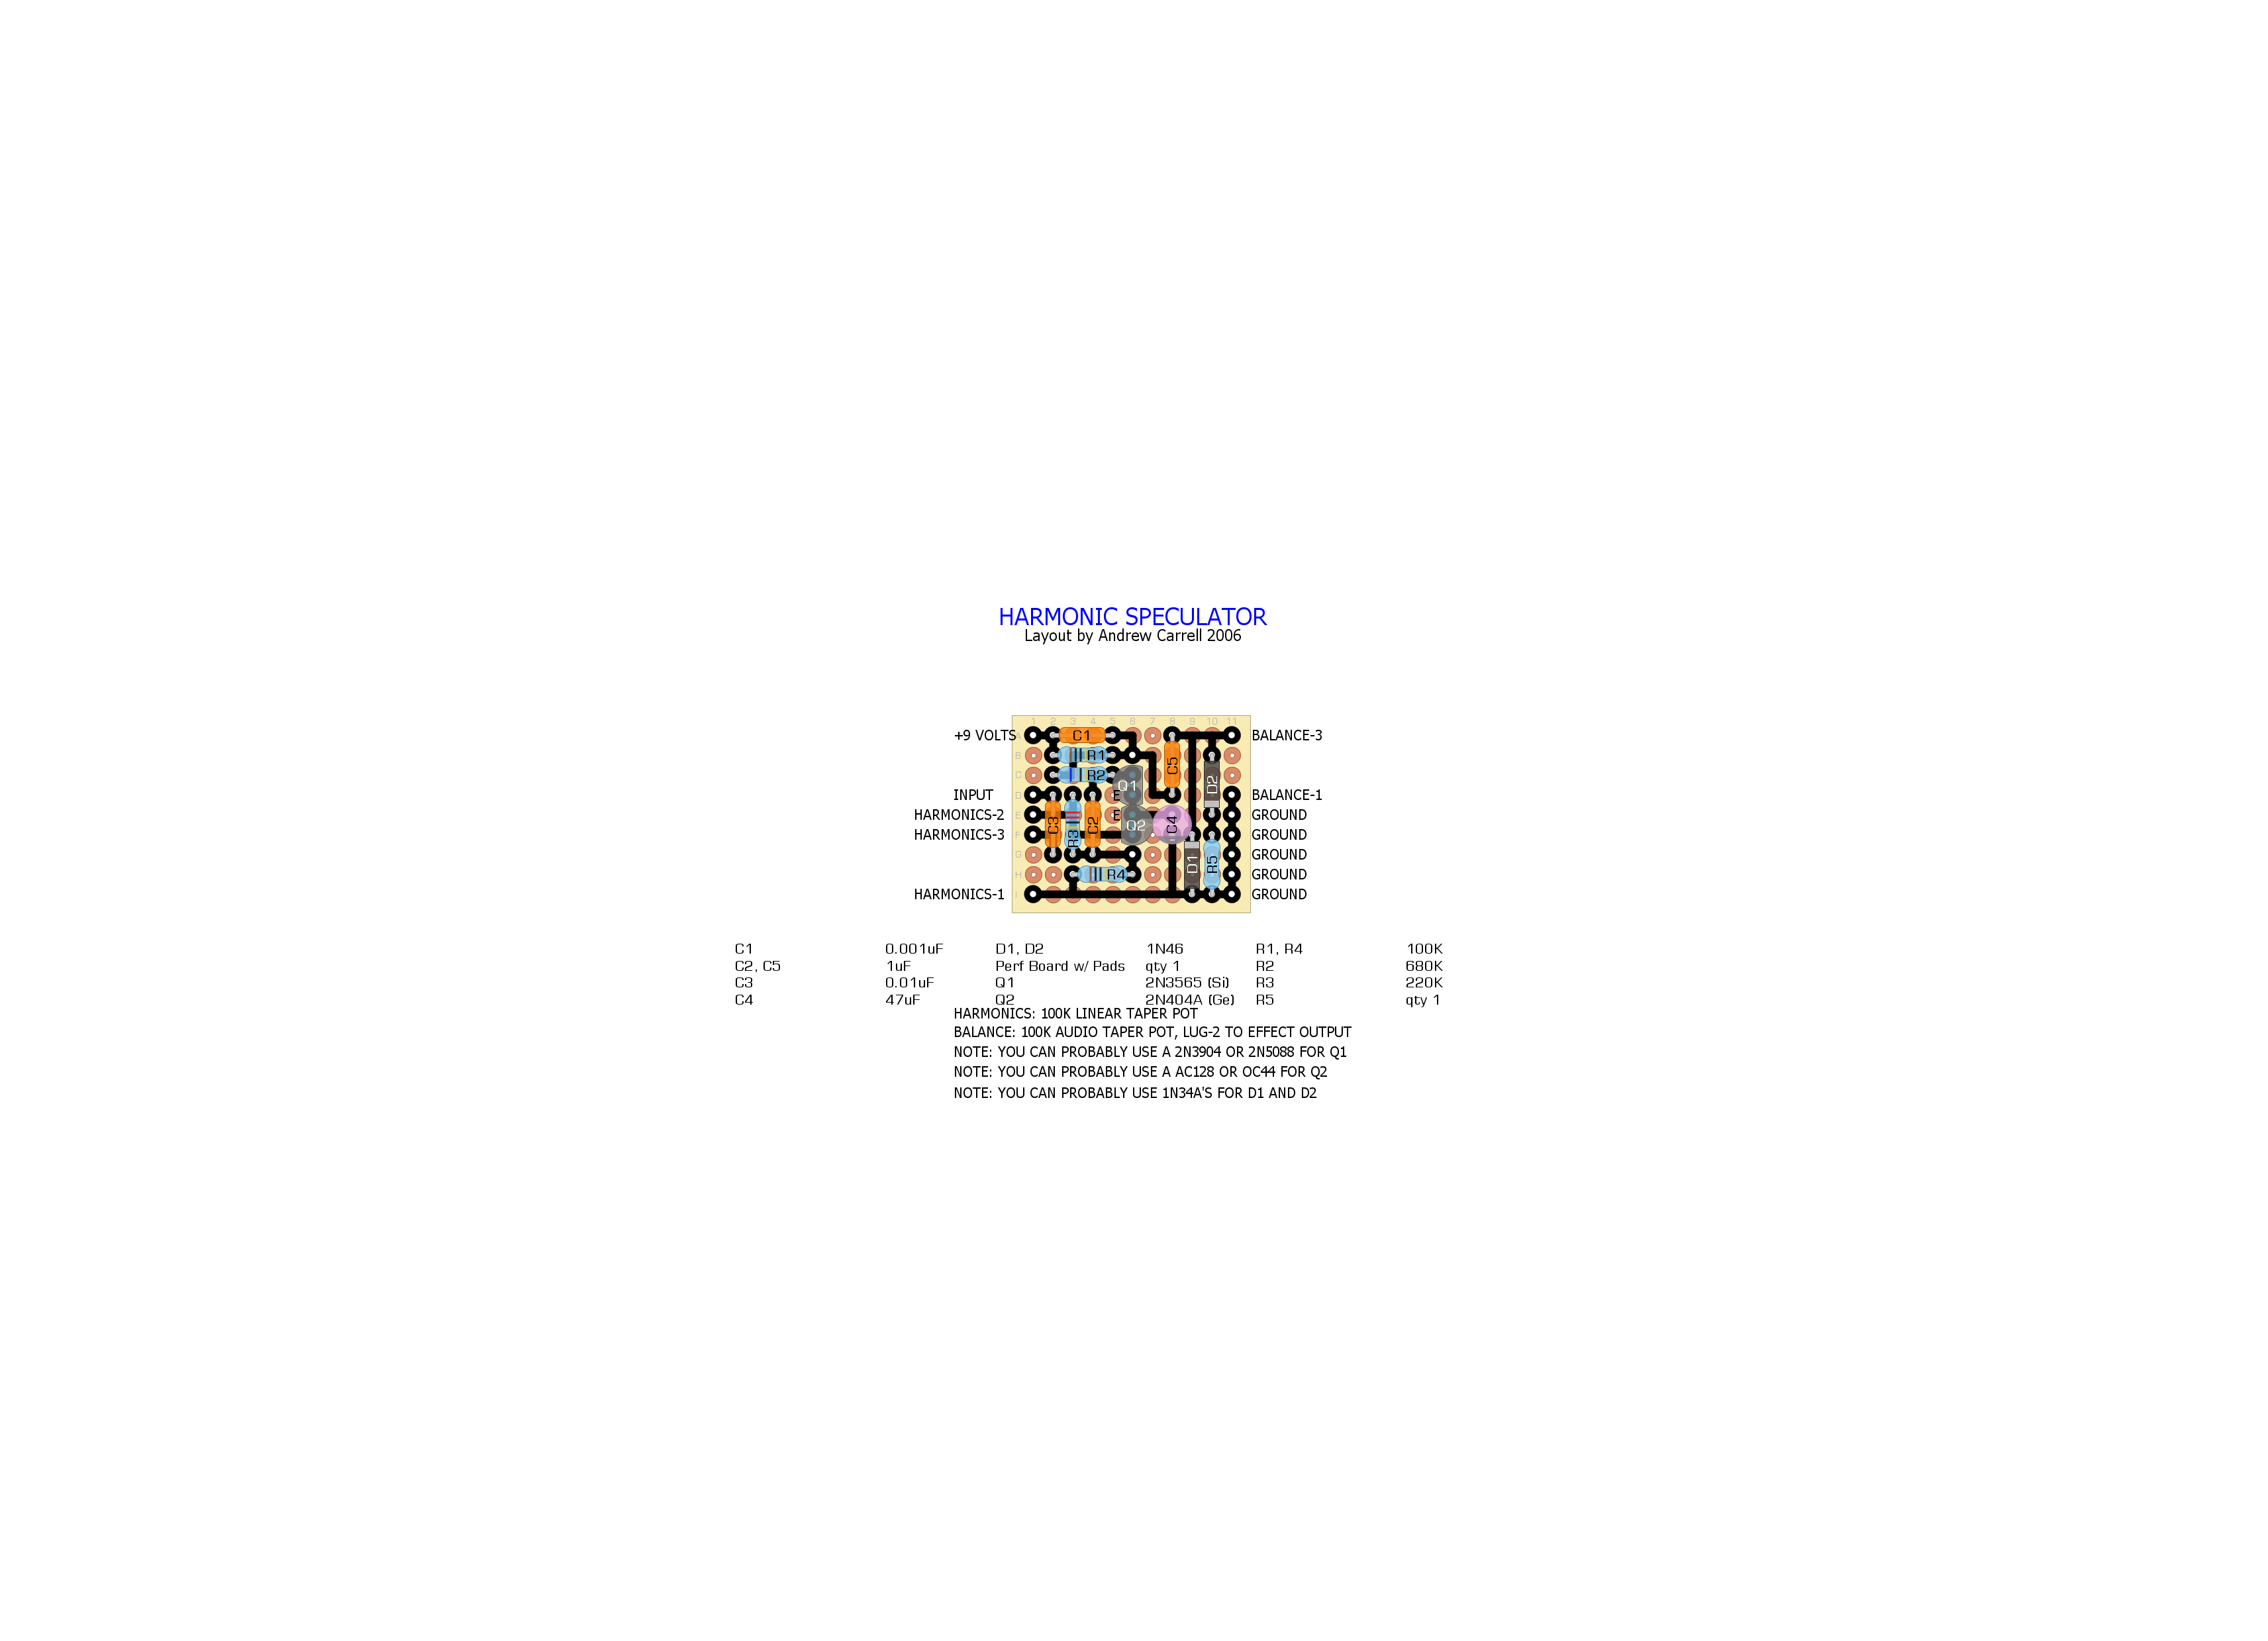 HARMONIC SPECULATOR
Layout by Andrew Carrell 2006
1 2 3 4 5 6 7 8 9 10 11
+9 VOLTS A C1 BALANCE-3
B R1 C5
C R2 Q1 D2
INPUT D E BALANCE-1
HARMONICS-2 E E GROUND
C3 C2 Q2 C4
HARMONICS-3 F R3 GROUND
G D1 R5 GROUND
H R4 GROUND
HARMONICS-1 I GROUND
C1 0.001uF D1, D2 1N46 R1, R4 100K
C2, C5 1uF Perf Board w/ Pads qty 1 R2 680K
C3 0.01uF Q1 2N3565 (Si) R3 220K
C4 47uF Q2 2N404A (Ge) R5 qty 1
HARMONICS: 100K LINEAR TAPER POT
BALANCE: 100K AUDIO TAPER POT, LUG-2 TO EFFECT OUTPUT
NOTE: YOU CAN PROBABLY USE A 2N3904 OR 2N5088 FOR Q1
NOTE: YOU CAN PROBABLY USE A AC128 OR OC44 FOR Q2
NOTE: YOU CAN PROBABLY USE 1N34A'S FOR D1 AND D2